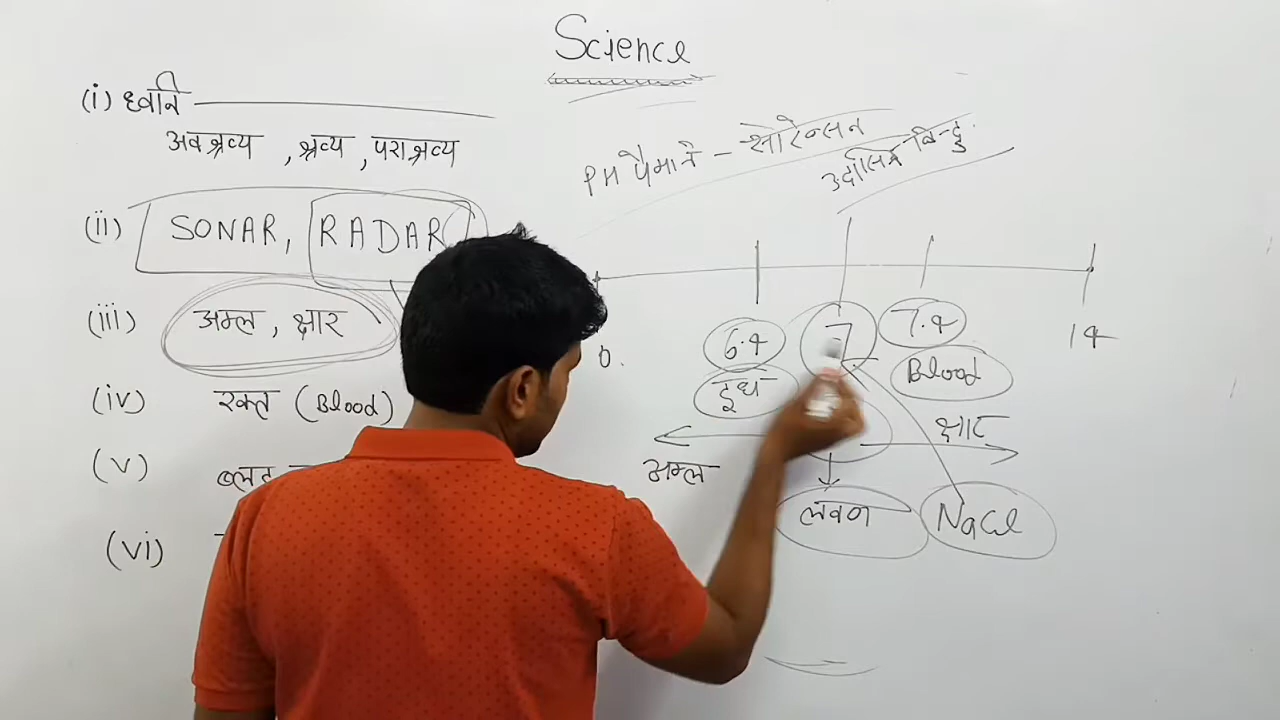 Science
(i) ध्वनि
अवश्रव्य , श्रव्य , पराश्रव्य
(ii) SONAR, RADAR
(iii) अम्ल , क्षार
(iv) रक्त (Blood)
(v) ब्लड
(vi)
PH पैमाने - सोरेन्सन
उदासिन बिन्दु
0. 6.4 7 7.4 14
दूध Blood
अम्ल क्षार
लवण NaCl